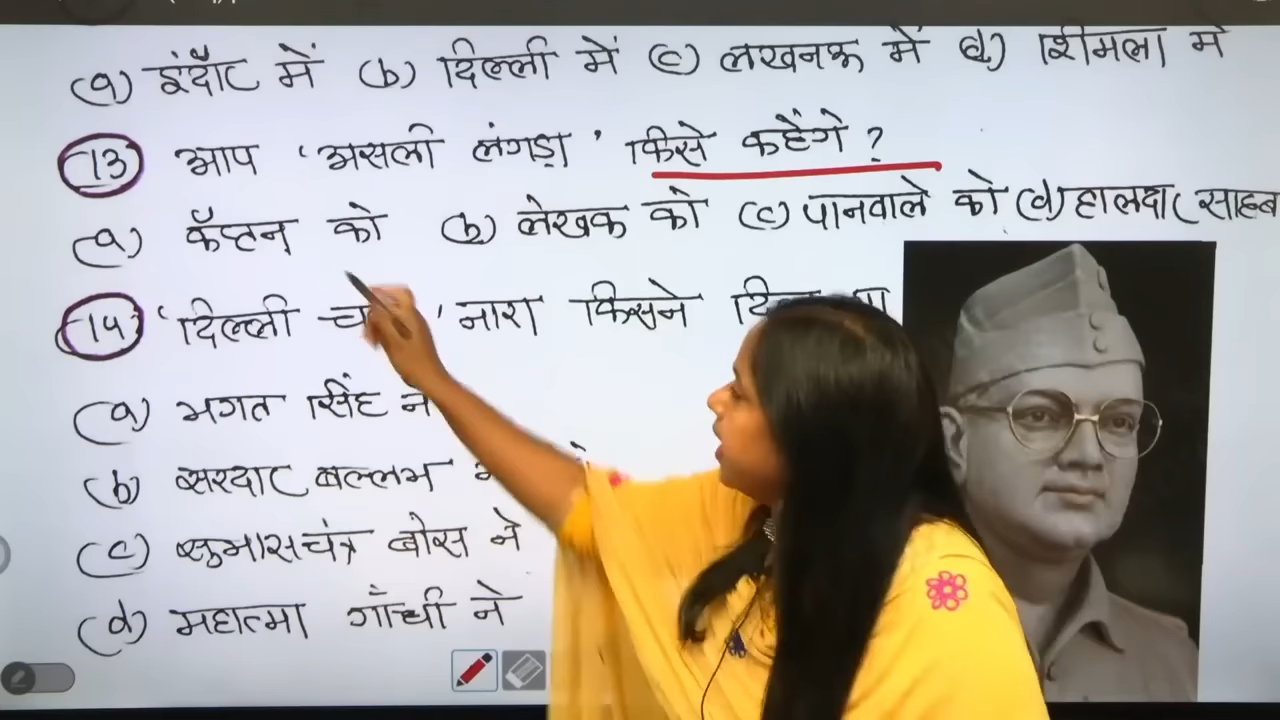 (a) इंदौर में (b) दिल्ली में (c) लखनऊ में (d) शिमला में
13 आप 'असली लंगड़ा' किसे कहेंगे?
(a) कॅप्टन को (b) लेखक को (c) पानवाले को (d) हालदार साहब
14 'दिल्ली ' नारा किसने
(a) भगत सिंह ने
(b) सरदार बल्लभ
(c) सुभासचंत्र बोस ने
(d) महात्मा गाँधी ने